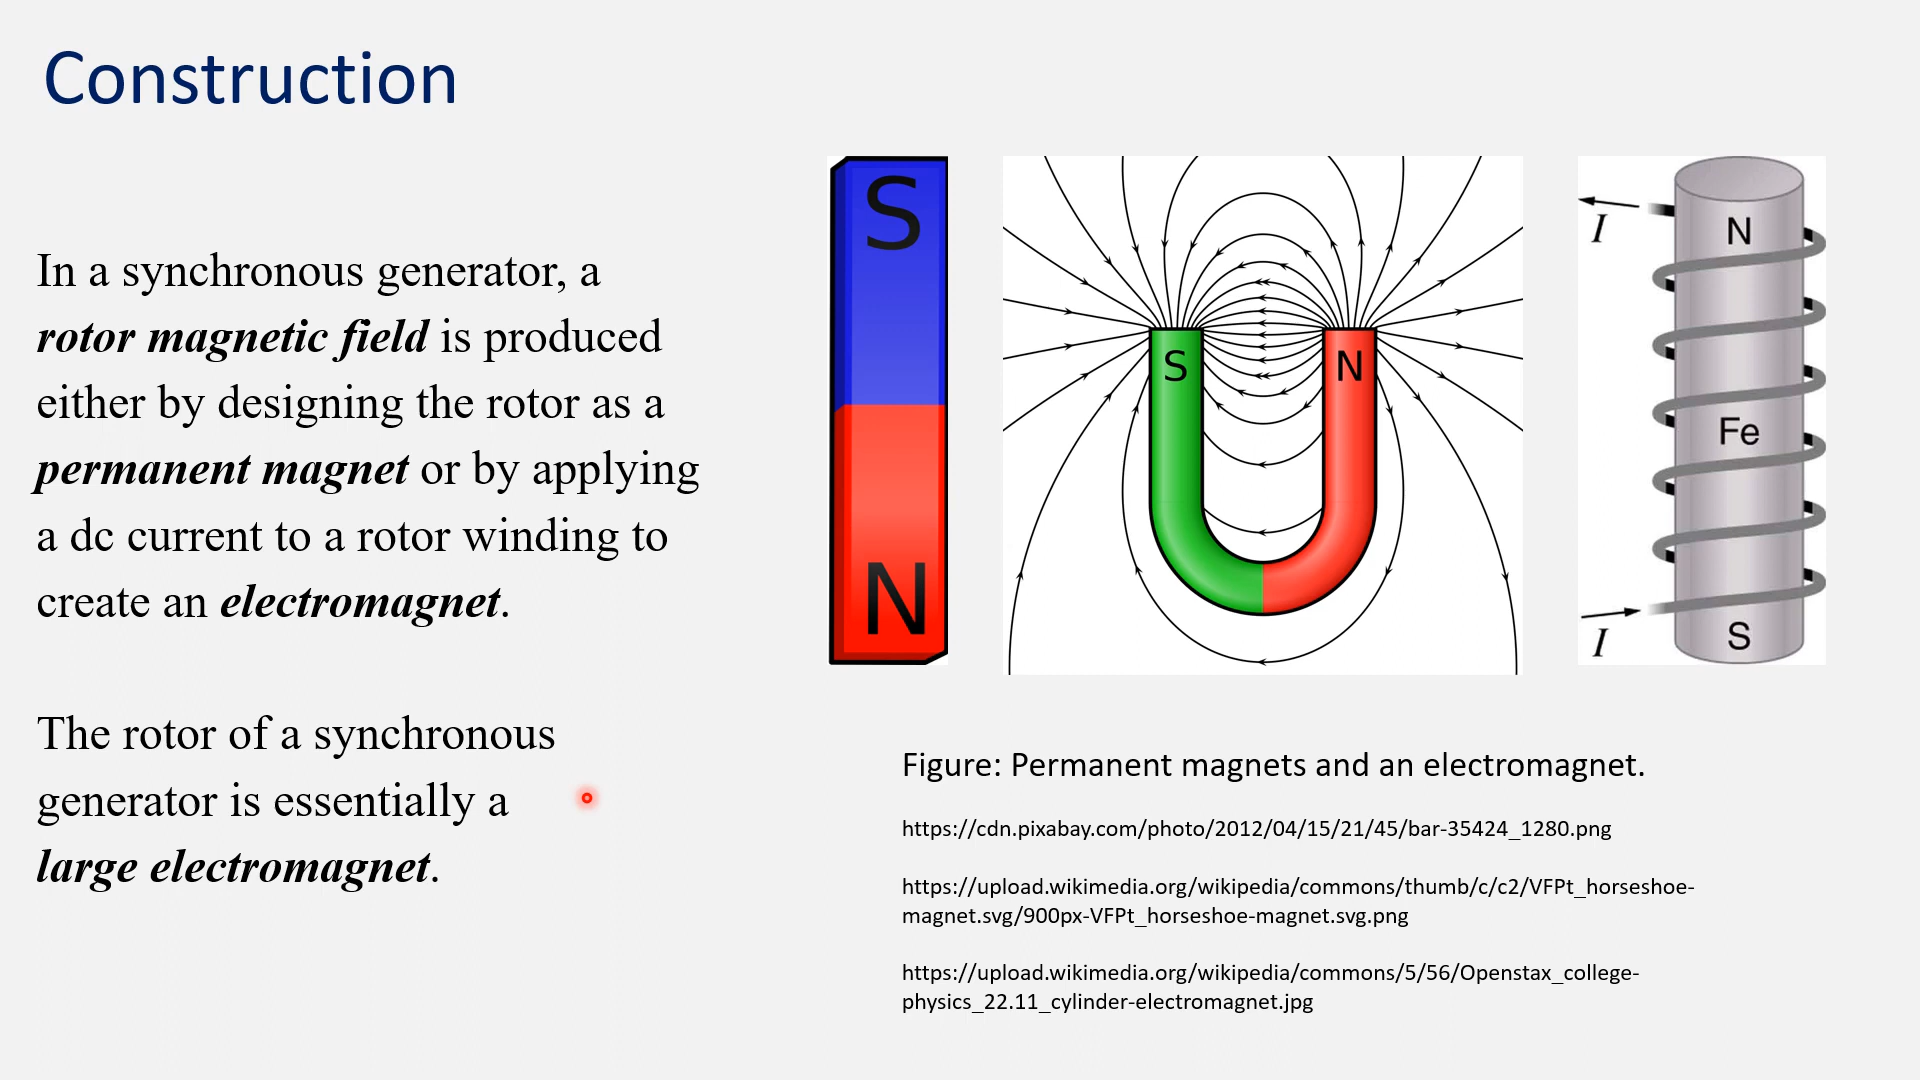 Construction
In a synchronous generator, a
rotor magnetic field is produced
either by designing the rotor as a
permanent magnet or by applying
a dc current to a rotor winding to
create an electromagnet.
The rotor of a synchronous
generator is essentially a
large electromagnet.
S
N
S
N
I
N
Fe
I
S
Figure: Permanent magnets and an electromagnet.
https://cdn.pixabay.com/photo/2012/04/15/21/45/bar-35424_1280.png
https://upload.wikimedia.org/wikipedia/commons/thumb/c/c2/VFPt_horseshoe-
magnet.svg/900px-VFPt_horseshoe-magnet.svg.png
https://upload.wikimedia.org/wikipedia/commons/5/56/Openstax_college-
physics_22.11_cylinder-electromagnet.jpg